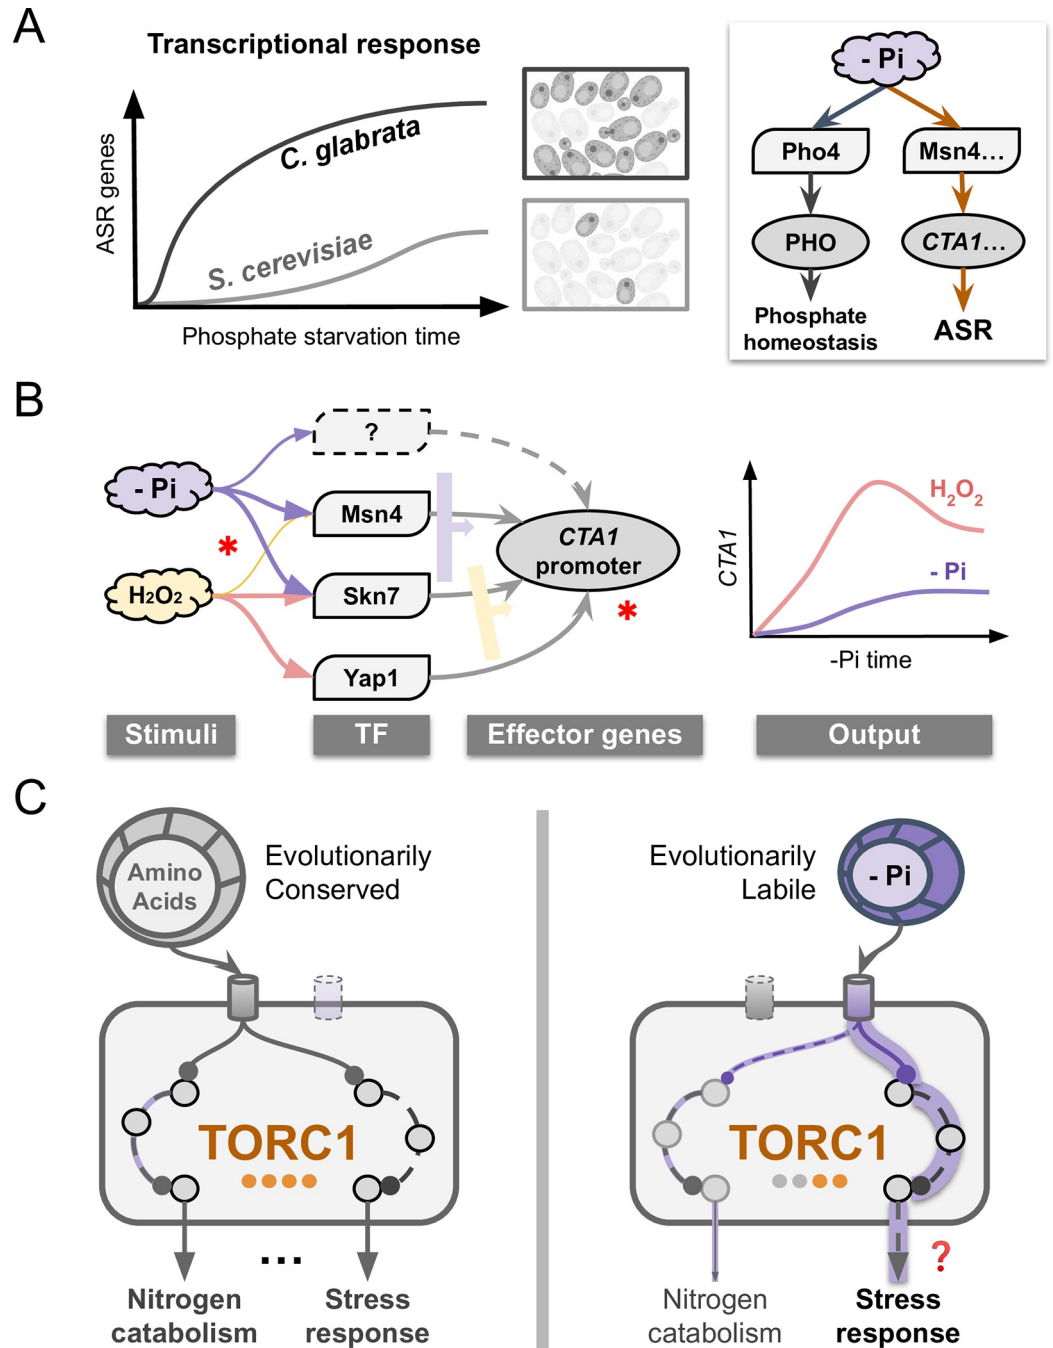 A
Transcriptional response
ASR genes
C. glabrata
S. cerevisiae
Phosphate starvation time
- Pi
Pho4
Msn4...
PHO
CTA1...
Phosphate
homeostasis
ASR
B
?
- Pi
Msn4
*
CTA1
promoter
H2O2
Skn7
*
Yap1
CTA1
H2O2
- Pi
-Pi time
Stimuli
TF
Effector genes
Output
C
Amino
Acids
Evolutionarily
Conserved
TORC1
...
Nitrogen
catabolism
Stress
response
Evolutionarily
Labile
- Pi
TORC1
?
Nitrogen
catabolism
Stress
response